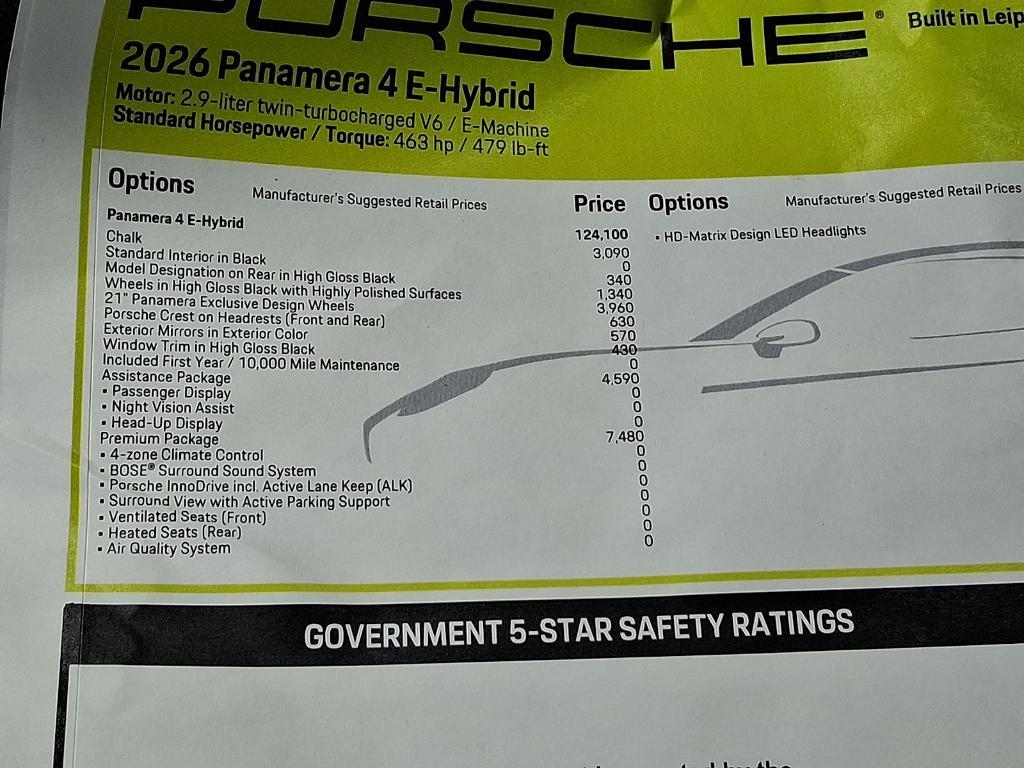 PORSCHE® Built in Leip
2026 Panamera 4 E-Hybrid
Motor: 2.9-liter twin-turbocharged V6 / E-Machine
Standard Horsepower / Torque: 463 hp / 479 lb-ft
Options Manufacturer's Suggested Retail Prices Price Options Manufacturer's Suggested Retail Prices
Panamera 4 E-Hybrid 124,100 • HD-Matrix Design LED Headlights
Chalk 3,090
Standard Interior in Black 0
Model Designation on Rear in High Gloss Black 340
Wheels in High Gloss Black with Highly Polished Surfaces 1,340
21" Panamera Exclusive Design Wheels 3,960
Porsche Crest on Headrests (Front and Rear) 630
Exterior Mirrors in Exterior Color 570
Window Trim in High Gloss Black 430
Included First Year / 10,000 Mile Maintenance 0
Assistance Package 4,590
• Passenger Display 0
• Night Vision Assist 0
• Head-Up Display 0
Premium Package 7,480
• 4-zone Climate Control 0
• BOSE® Surround Sound System 0
• Porsche InnoDrive incl. Active Lane Keep (ALK) 0
• Surround View with Active Parking Support 0
• Ventilated Seats (Front) 0
• Heated Seats (Rear) 0
• Air Quality System 0
GOVERNMENT 5-STAR SAFETY RATINGS
by the